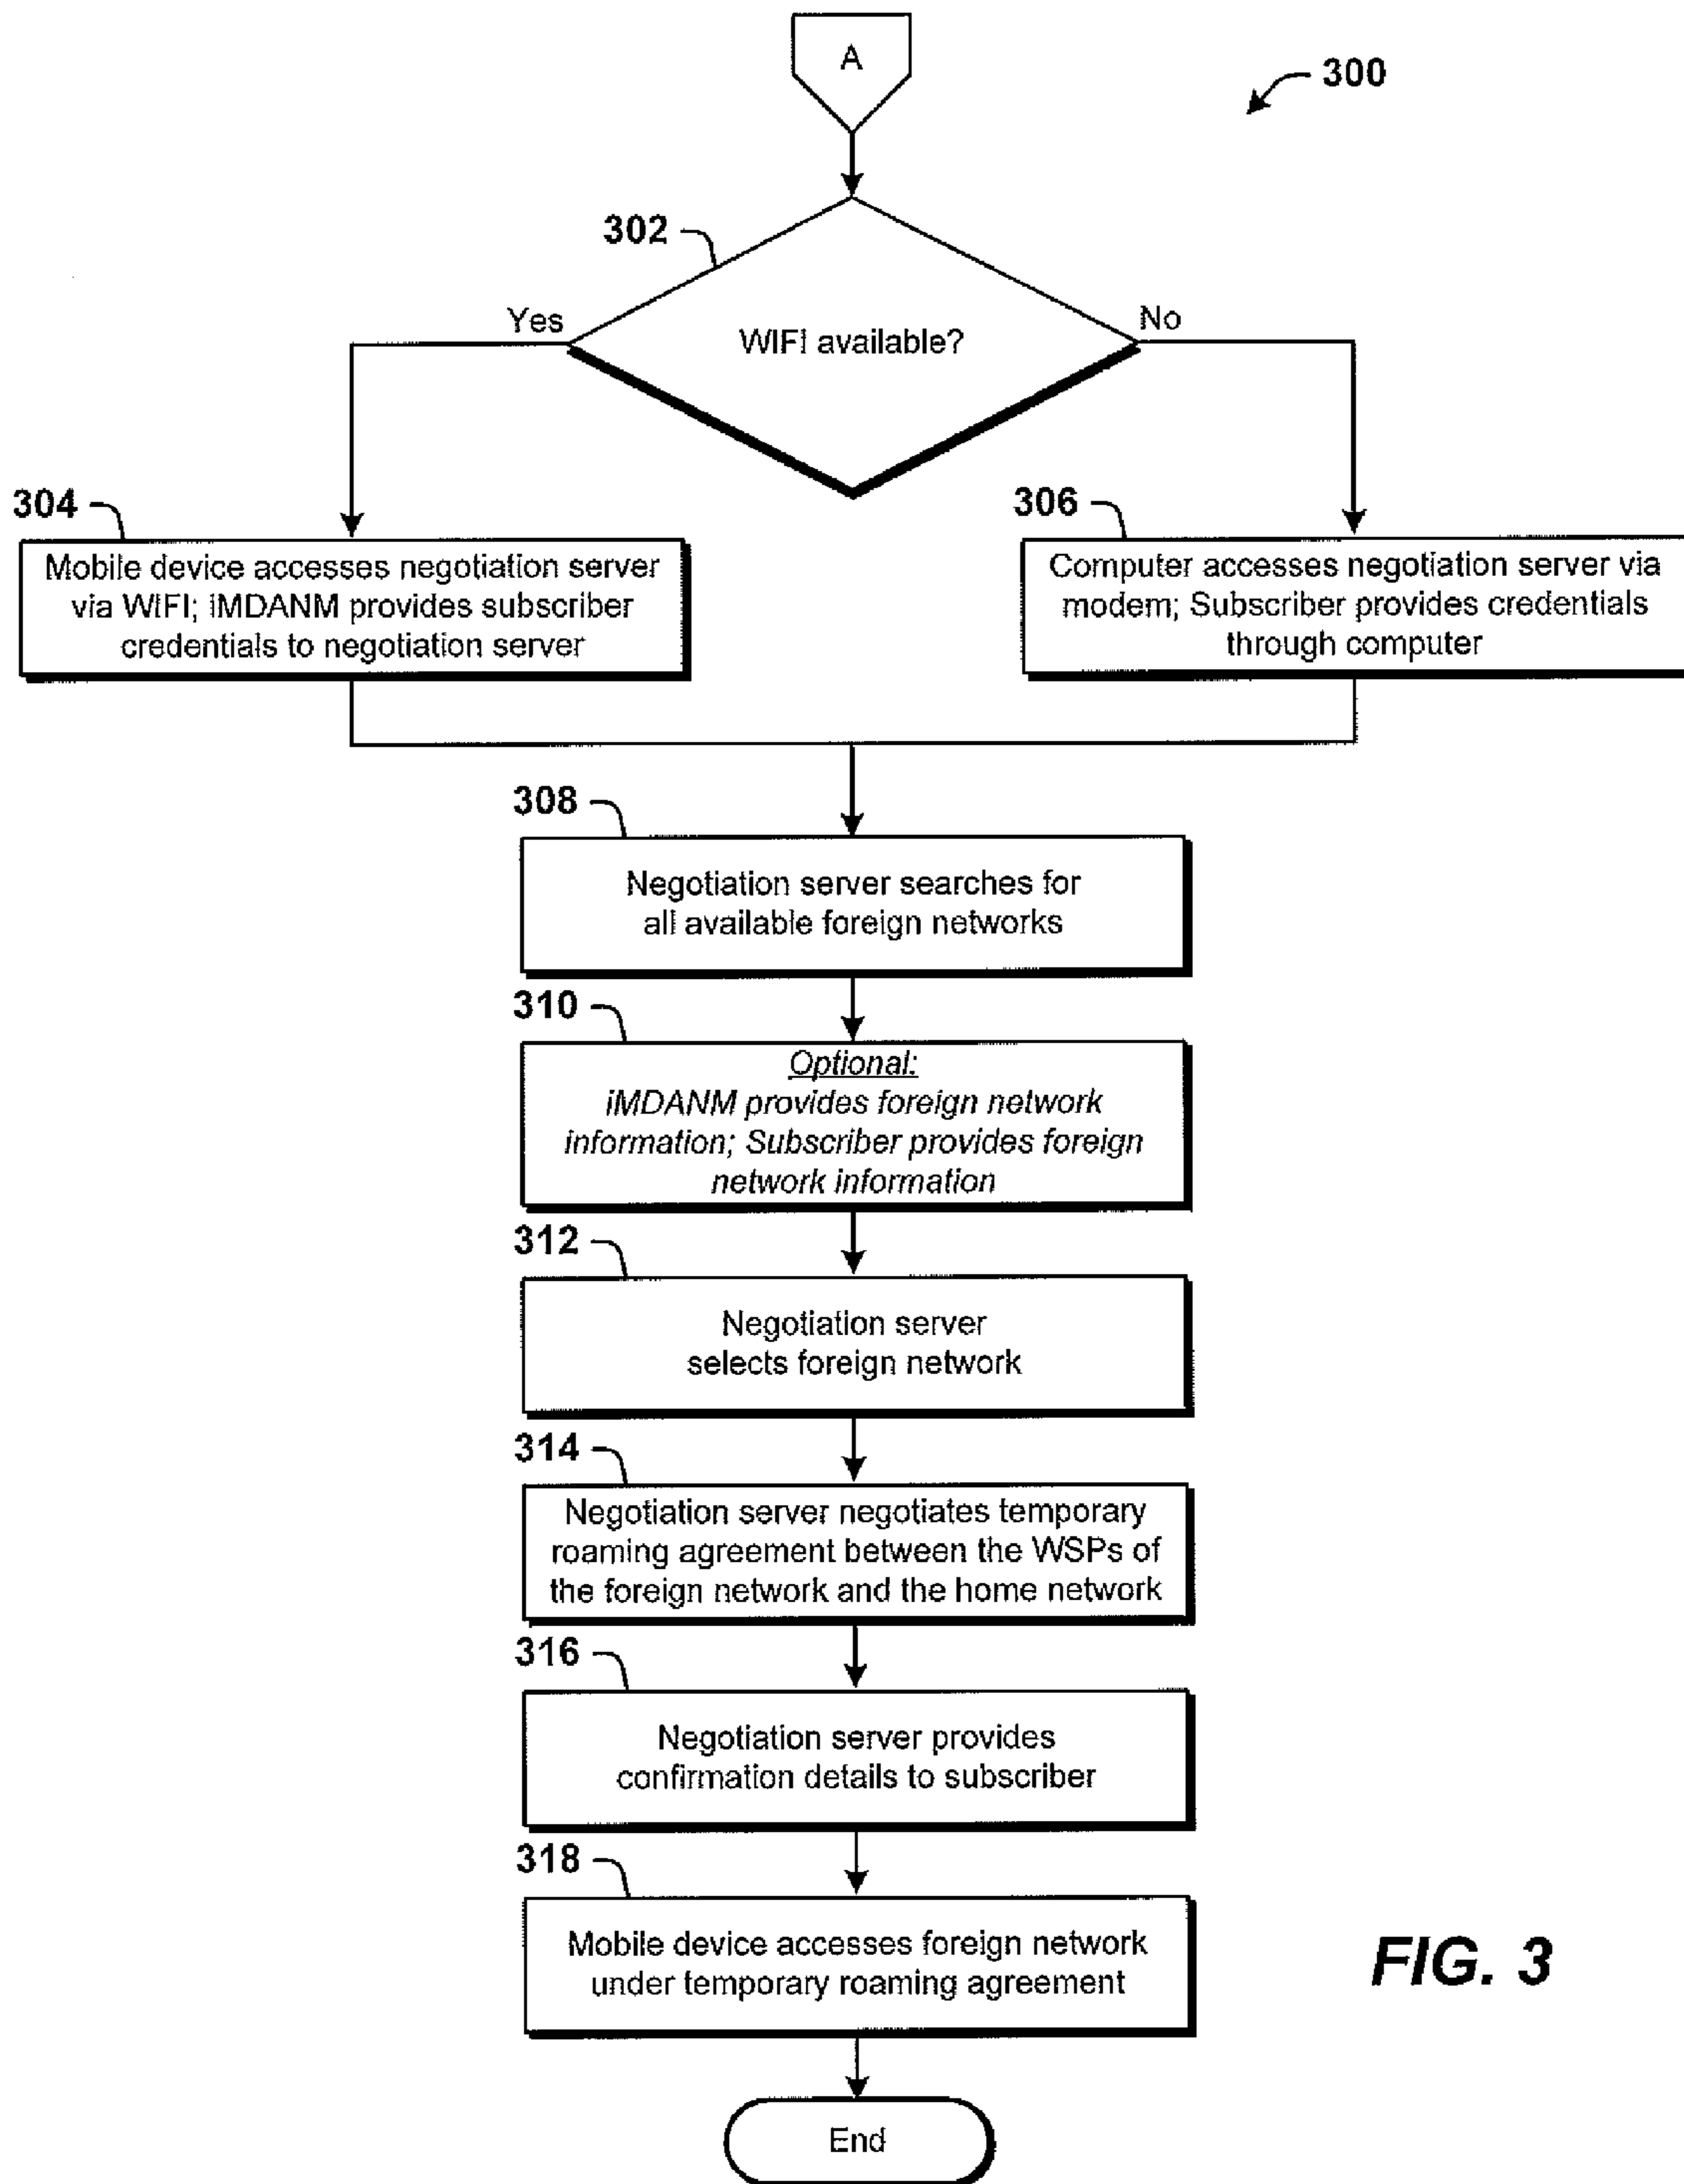 A
300
302
Yes
No
WIFI available?
304
306
Mobile device accesses negotiation server
via WIFI; iMDANM provides subscriber
credentials to negotiation server
Computer accesses negotiation server via
modem; Subscriber provides credentials
through computer
308
Negotiation server searches for
all available foreign networks
310
Optional:
iMDANM provides foreign network
information; Subscriber provides foreign
network information
312
Negotiation server
selects foreign network
314
Negotiation server negotiates temporary
roaming agreement between the WSPs of
the foreign network and the home network
316
Negotiation server provides
confirmation details to subscriber
318
Mobile device accesses foreign network
under temporary roaming agreement
FIG. 3
End